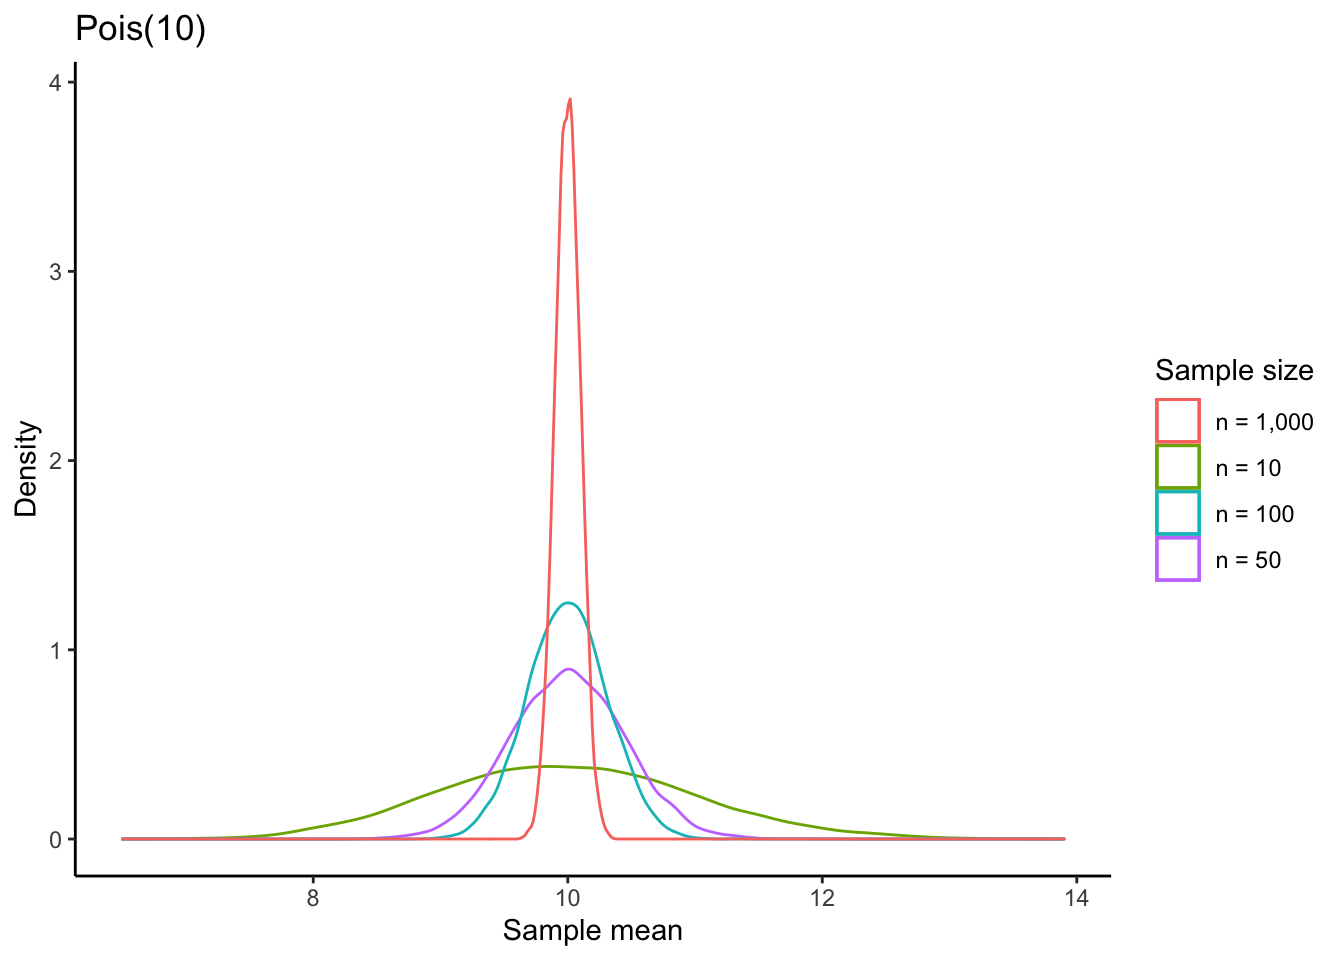 Pois(10)
4
3
2
1
0
Density
8
10
12
14
Sample mean
Sample size
n = 1,000
n = 10
n = 100
n = 50